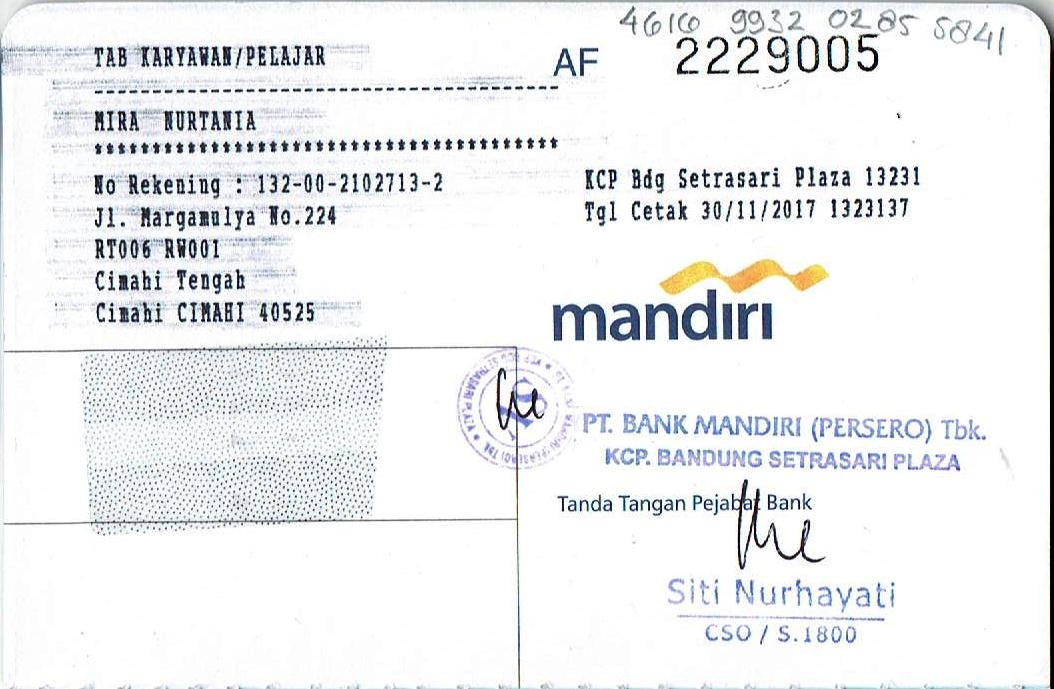 4616 9932 0285 5841
TAB KARYAWAN/PELAJAR
AF 2229005
MIRA NURTANIA
****************************************
No Rekening : 132-00-2102713-2
Jl. Margamulya No.224
RT006 RW001
Cimahi Tengah
Cimahi CIMAHI 40525
KCP Bdg Setrasari Plaza 13231
Tgl Cetak 30/11/2017 1323137
mandiri
PT. BANK MANDIRI (PERSERO) Tbk.
KCP. BANDUNG SETRASARI PLAZA
Tanda Tangan Pejabat Bank
Siti Nurhayati
CSO / S.1800